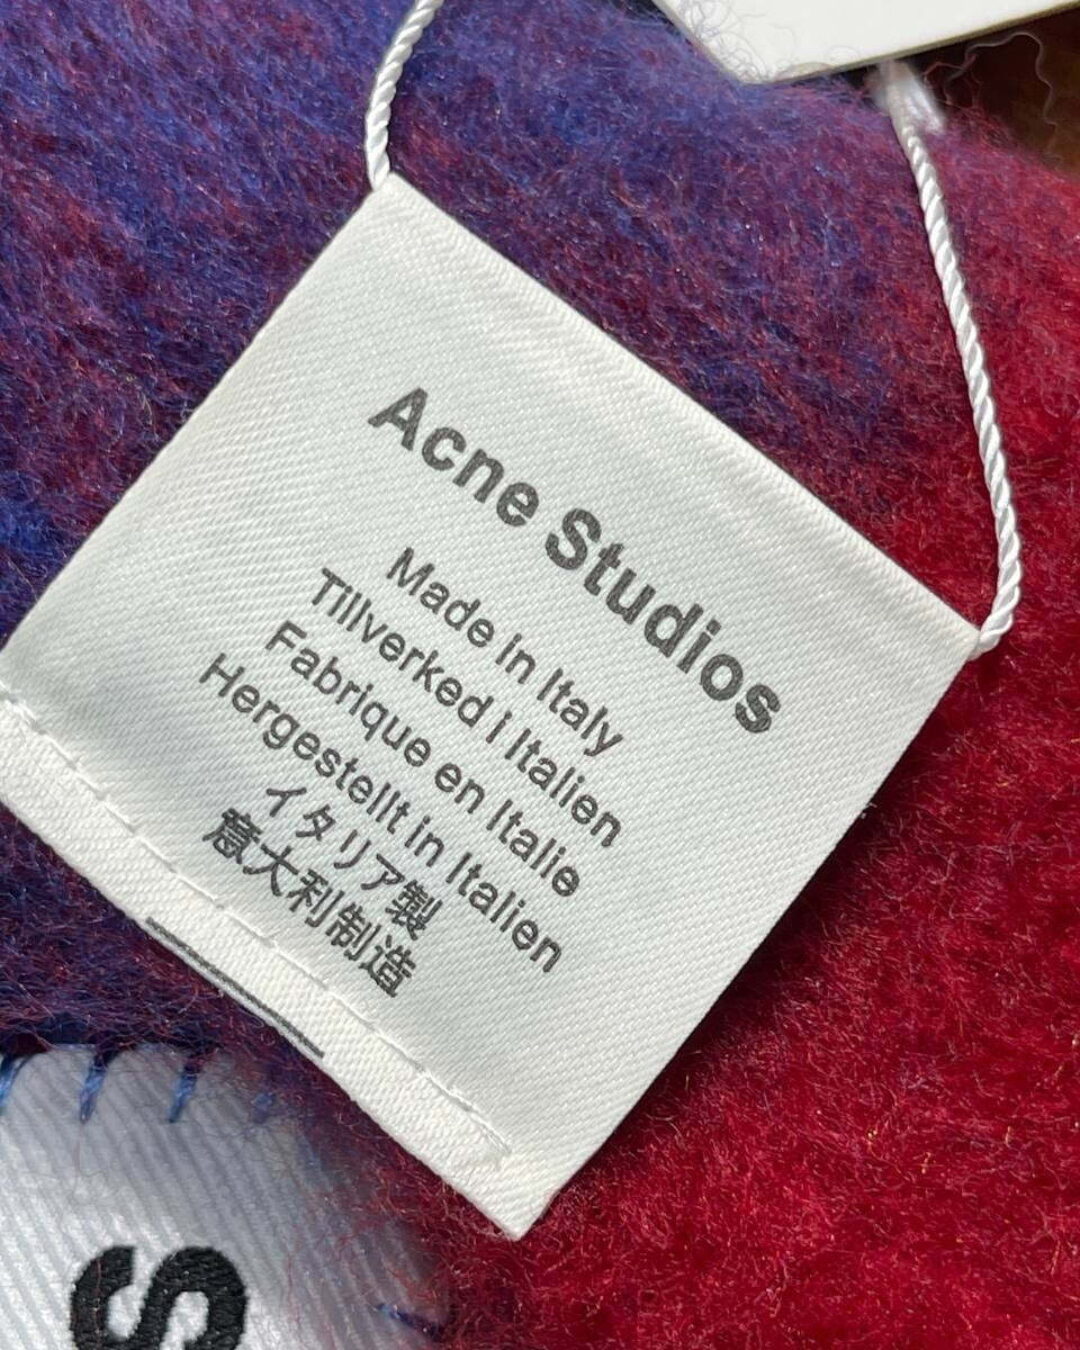 Acne Studios
Made in Italy
Tillverked i Italien
Fabrique en Italie
Hergestellt in Italien
イタリア製
意大利制造
S